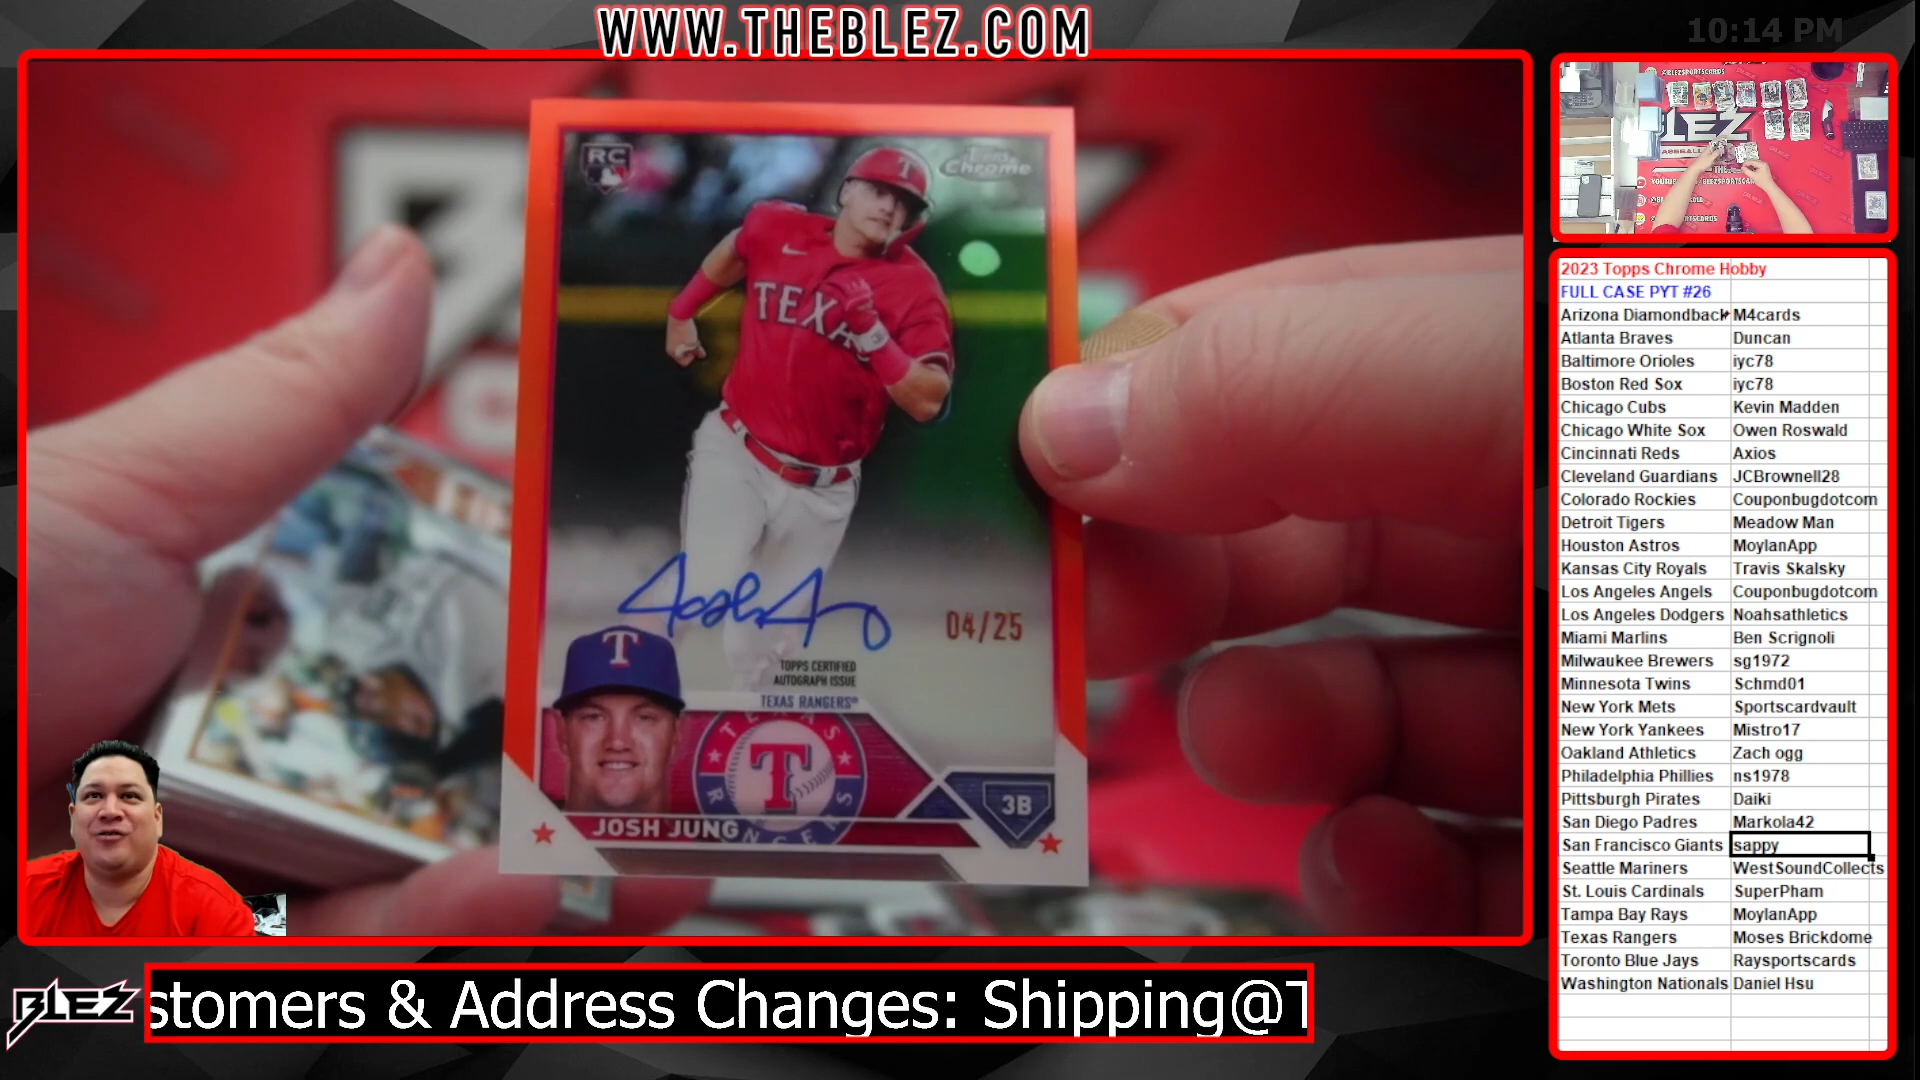 WWW.THEBLEZ.COM
10:14 PM
RC
Topps Chrome
TEXA
T
Josh Jung
04/25
TOPPS CERTIFIED
AUTOGRAPH ISSUE
TEXAS RANGERS®
TEXAS
T
RANGERS
3B
JOSH JUNG
BLEZ
stomers & Address Changes: Shipping@T
@BLEZSPORTSCARDS
BLEZ
BASEBALL
2023 Topps Chrome Hobby
FULL CASE PYT #26
Arizona Diamondback M4cards
Atlanta Braves Duncan
Baltimore Orioles iyc78
Boston Red Sox iyc78
Chicago Cubs Kevin Madden
Chicago White Sox Owen Roswald
Cincinnati Reds Axios
Cleveland Guardians JCBrownell28
Colorado Rockies Couponbugdotcom
Detroit Tigers Meadow Man
Houston Astros MoylanApp
Kansas City Royals Travis Skalsky
Los Angeles Angels Couponbugdotcom
Los Angeles Dodgers Noahsathletics
Miami Marlins Ben Scrignoli
Milwaukee Brewers sg1972
Minnesota Twins Schmd01
New York Mets Sportscardvault
New York Yankees Mistro17
Oakland Athletics Zach ogg
Philadelphia Phillies ns1978
Pittsburgh Pirates Daiki
San Diego Padres Markola42
San Francisco Giants sappy
Seattle Mariners WestSoundCollects
St. Louis Cardinals SuperPham
Tampa Bay Rays MoylanApp
Texas Rangers Moses Brickdome
Toronto Blue Jays Raysportscards
Washington Nationals Daniel Hsu